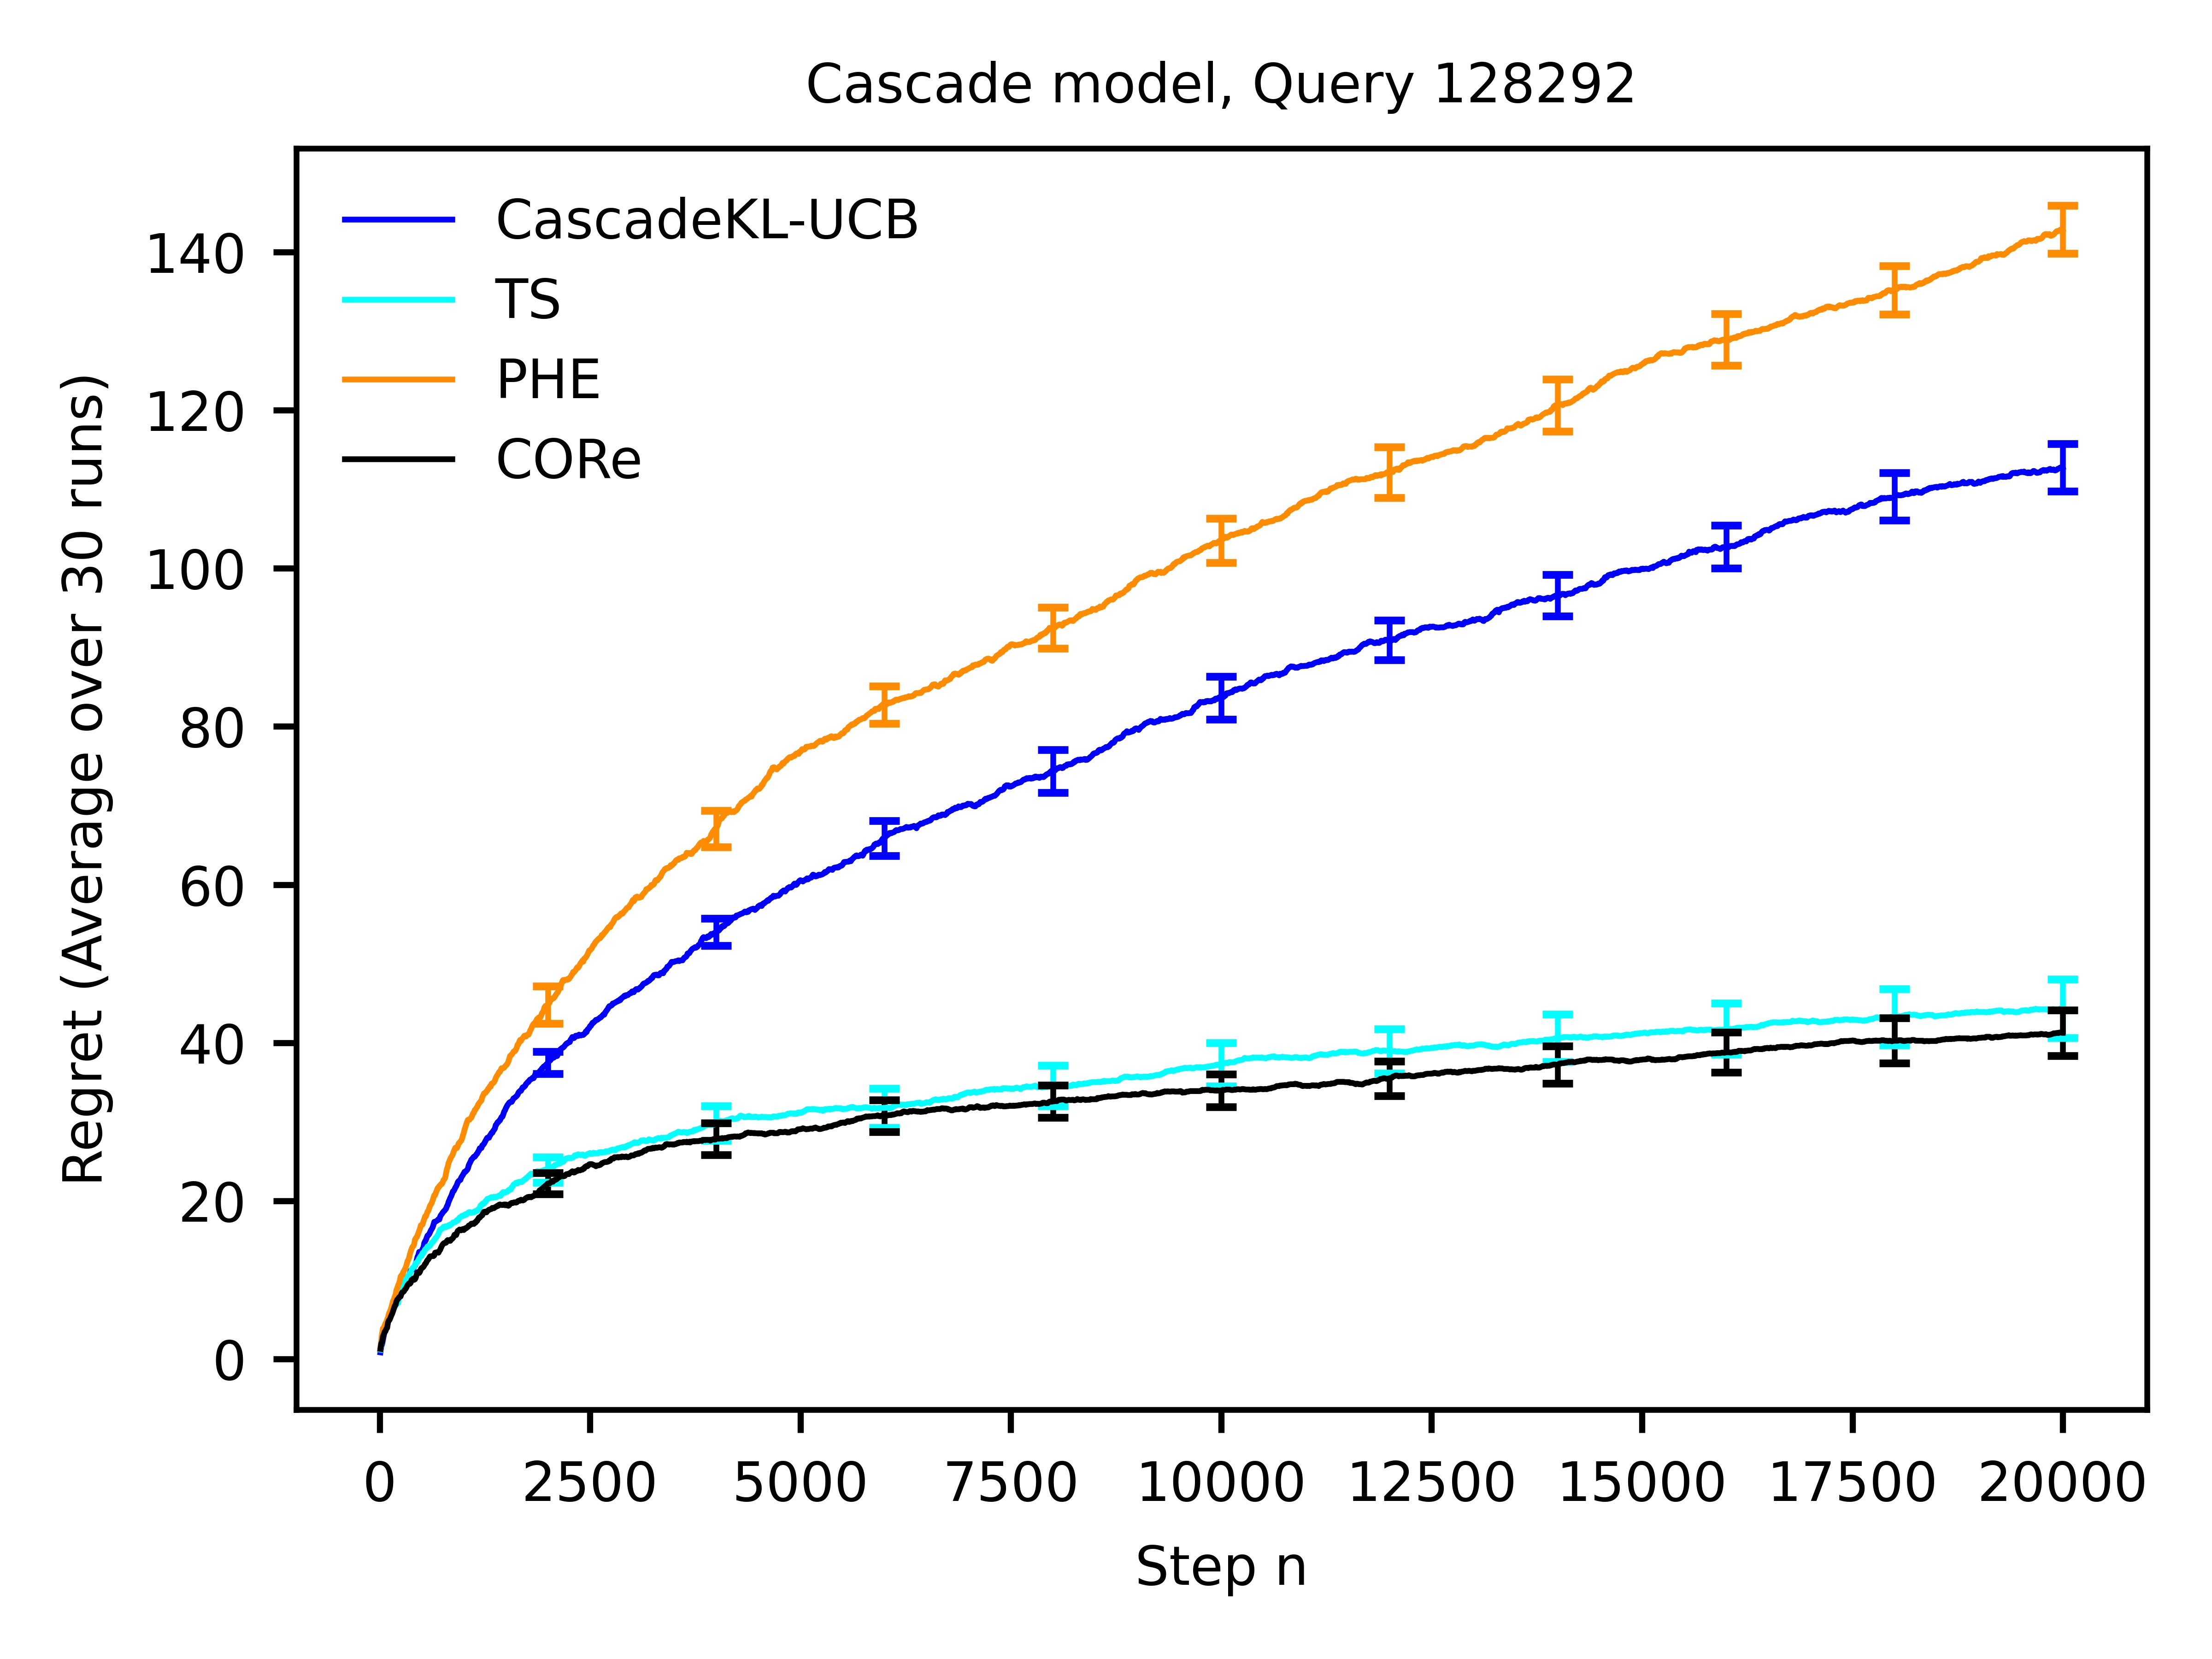 Cascade model, Query 128292
CascadeKL-UCB
TS
PHE
CORe
Regret (Average over 30 runs)
140
120
100
80
60
40
20
0
0 2500 5000 7500 10000 12500 15000 17500 20000
Step n